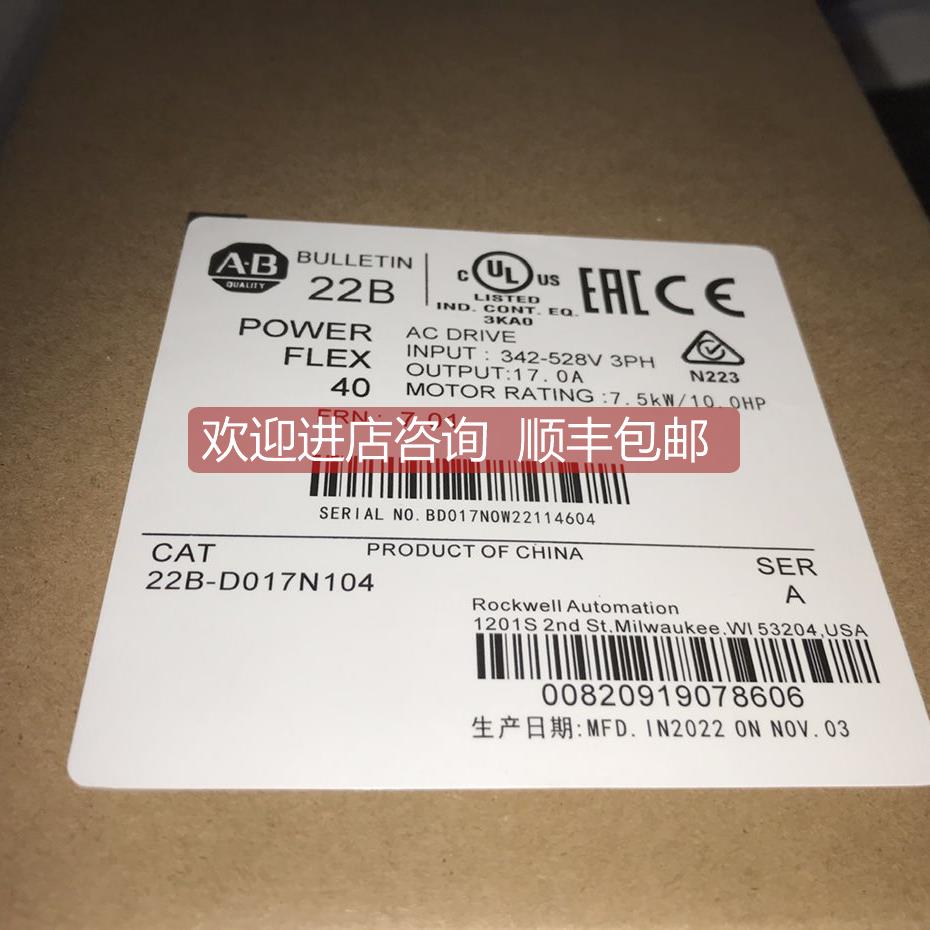 A-B
QUALITY
BULLETIN
22B
C UL US
LISTED
IND. CONT. EQ.
3KA0
EAC CE
N223
POWER
FLEX
40
AC DRIVE
INPUT : 342-528V 3PH
OUTPUT:17.0A
MOTOR RATING :7.5kW/10.0HP
FRN : 7.01
欢迎进店咨询 顺丰包邮
SERIAL NO.BD017N0W22114604
PRODUCT OF CHINA
CAT
22B-D017N104
SER
A
Rockwell Automation
1201S 2nd St.Milwaukee.WI 53204,USA
00820919078606
生产日期:MFD. IN2022 ON NOV.03